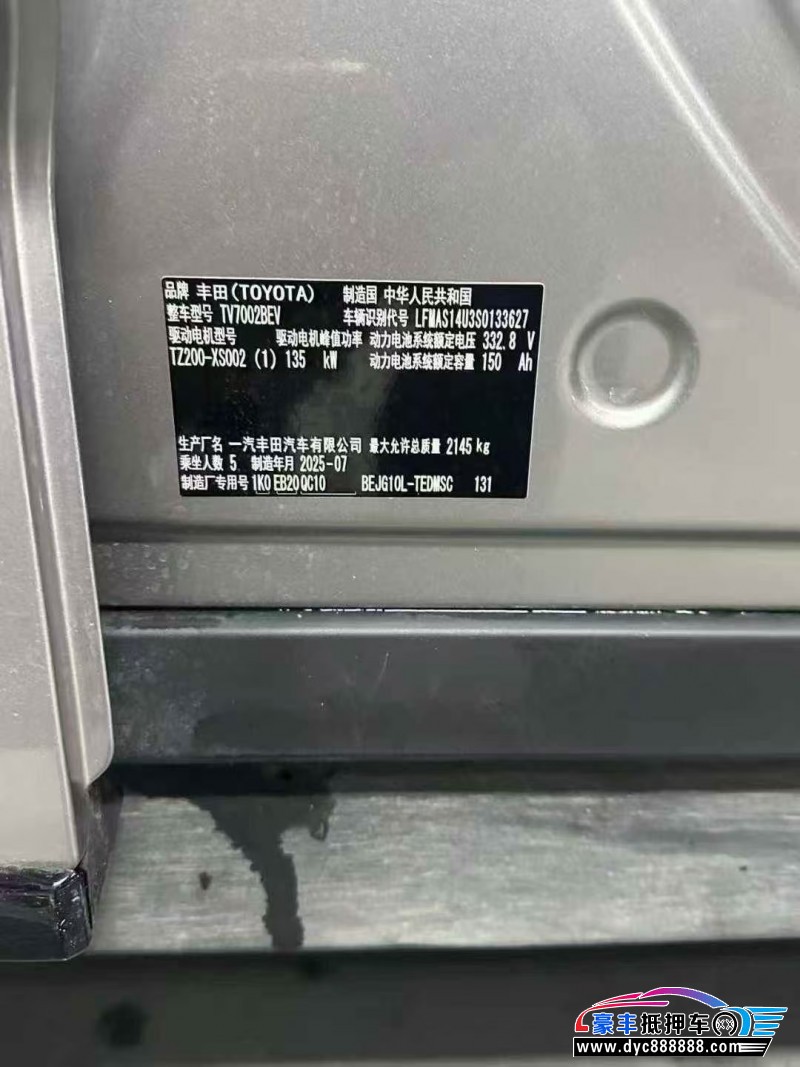 品牌 丰田(TOYOTA) 制造国 中华人民共和国
整车型号 TV7002BEV 车辆识别代号 LFMAS14U3S0133627
驱动电机型号 驱动电机峰值功率 动力电池系统额定电压 332.8 V
TZ200-XS002 (1) 135 kW 动力电池系统额定容量 150 Ah
生产厂名 一汽丰田汽车有限公司 最大允许总质量 2145 kg
乘坐人数 5 制造年月 2025-07
制造厂专用号 1K0 EB20 QC10 BEJG10L-TEDMSC 131
豪丰抵押车
www.dyc888888.com